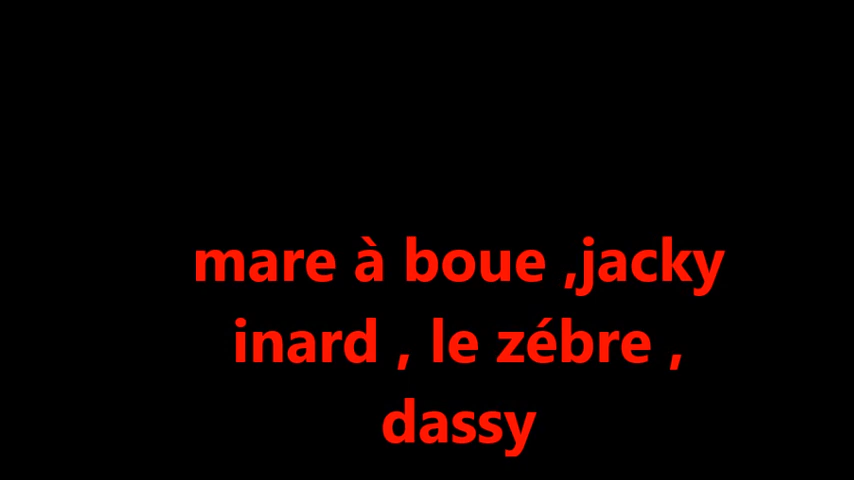 mare à boue ,jacky
inard , le zébre ,
dassy